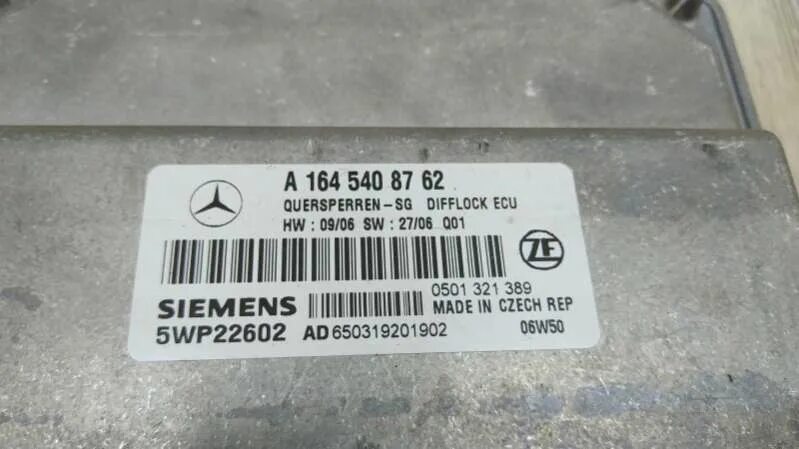 A 164 540 87 62
QUERSPERREN-SG DIFFLOCK ECU
HW : 09/06 SW : 27/06 Q01
ZF
0501 321 389
SIEMENS
MADE IN CZECH REP
5WP22602 AD650319201902 06W50